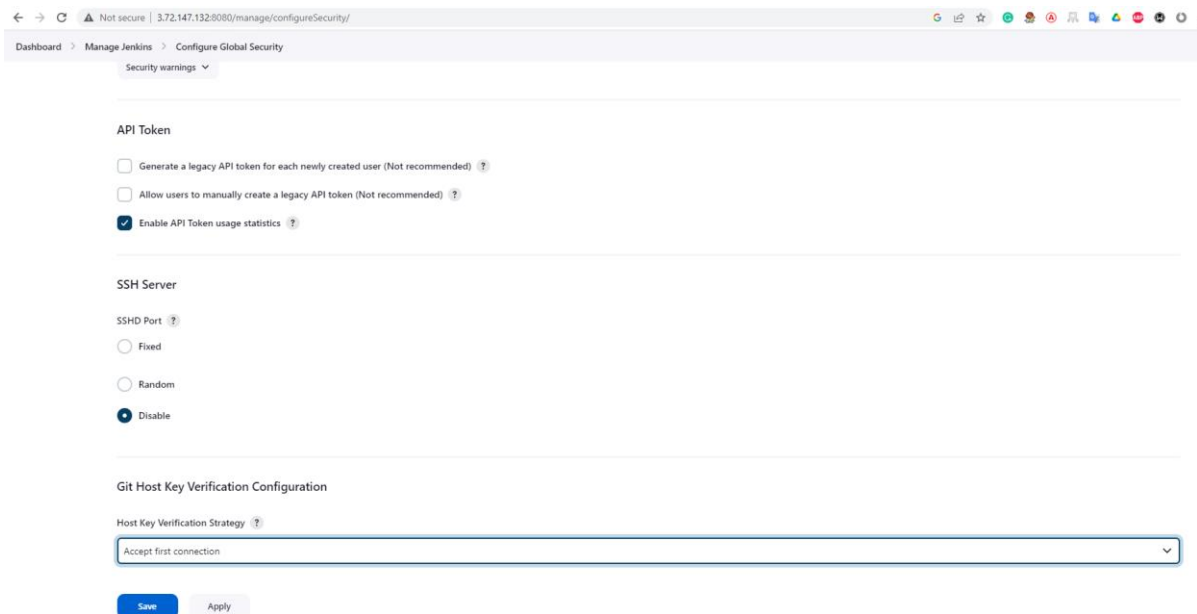 Not secure | 3.72.147.132:8080/manage/configureSecurity/
Dashboard > Manage Jenkins > Configure Global Security
Security warnings
API Token
Generate a legacy API token for each newly created user (Not recommended) ?
Allow users to manually create a legacy API token (Not recommended) ?
Enable API Token usage statistics ?
SSH Server
SSHD Port ?
Fixed
Random
Disable
Git Host Key Verification Configuration
Host Key Verification Strategy ?
Accept first connection
Save Apply